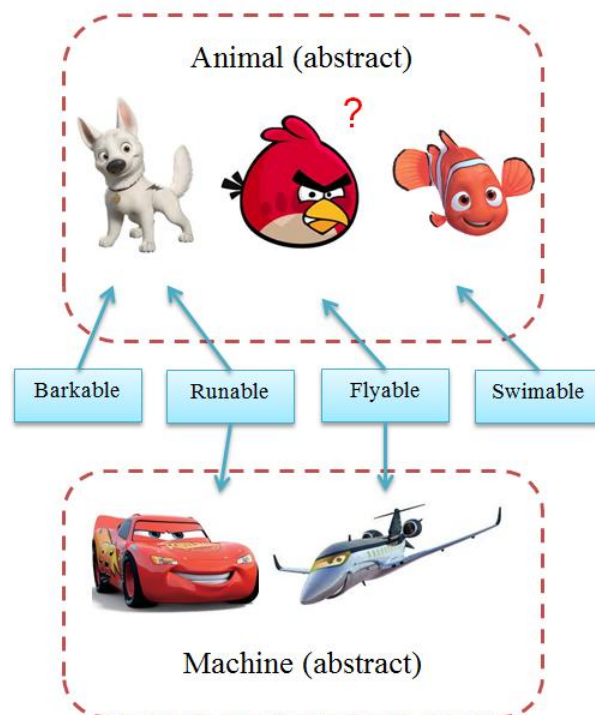 Animal (abstract)
?
Barkable
Runable
Flyable
Swimable
Machine (abstract)